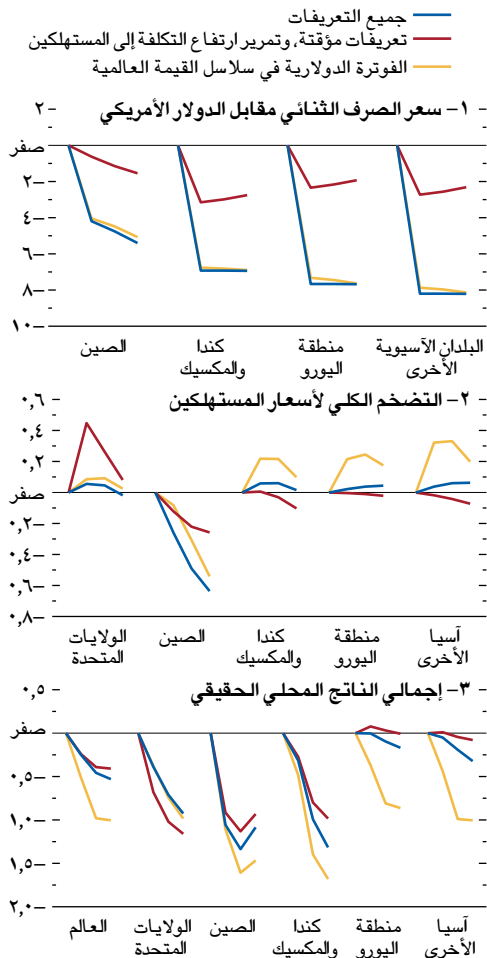 جميع التعريفات
تعريفات مؤقتة، وتمرير ارتفاع التكلفة إلى المستهلكين
الفوترة الدولارية في سلاسل القيمة العالمية
١– سعر الصرف الثنائي مقابل الدولار الأمريكي
٢
صفر
٢–
٤–
٦–
٨–
١٠–
الصين
كندا
والمكسيك
منطقة
اليورو
البلدان الآسيوية
الأخرى
٢– التضخم الكلي لأسعار المستهلكين
٠,٦
٠,٤
٠,٢
صفر
٠,٢–
٠,٤–
٠,٦–
٠,٨–
الولايات
المتحدة
الصين
كندا
والمكسيك
منطقة
اليورو
آسيا
الأخرى
٣– إجمالي الناتج المحلي الحقيقي
٠,٥
صفر
٠,٥–
١,٠–
١,٥–
٢,٠–
العالم
الولايات
المتحدة
الصين
كندا
والمكسيك
منطقة
اليورو
آسيا
الأخرى